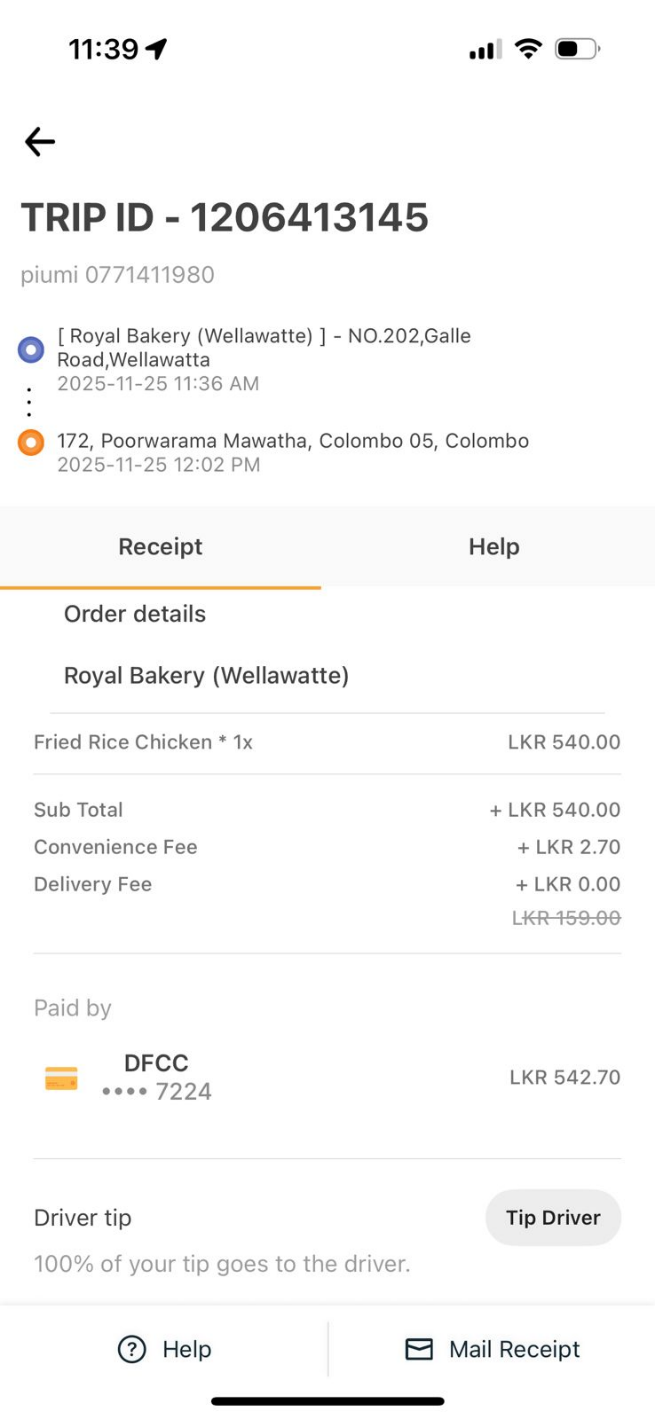 11:39
TRIP ID - 1206413145
piumi 0771411980
[ Royal Bakery (Wellawatte) ] - NO.202,Galle
Road,Wellawatta
2025-11-25 11:36 AM
172, Poorwarama Mawatha, Colombo 05, Colombo
2025-11-25 12:02 PM
Receipt Help
Order details
Royal Bakery (Wellawatte)
Fried Rice Chicken * 1x LKR 540.00
Sub Total + LKR 540.00
Convenience Fee + LKR 2.70
Delivery Fee + LKR 0.00
LKR 159.00
Paid by
DFCC
•••• 7224 LKR 542.70
Driver tip Tip Driver
100% of your tip goes to the driver.
Help Mail Receipt